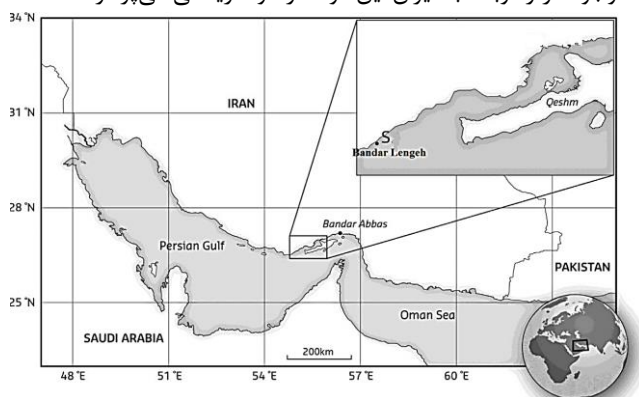 34°N
31°N
28°N
25°N
IRAN
Qeshm
S
Bandar Lengeh
Bandar Abbas
Persian Gulf
PAKISTAN
Oman Sea
SAUDI ARABIA
200km
48 °E
51°E
54 °E
57°E
60 °E